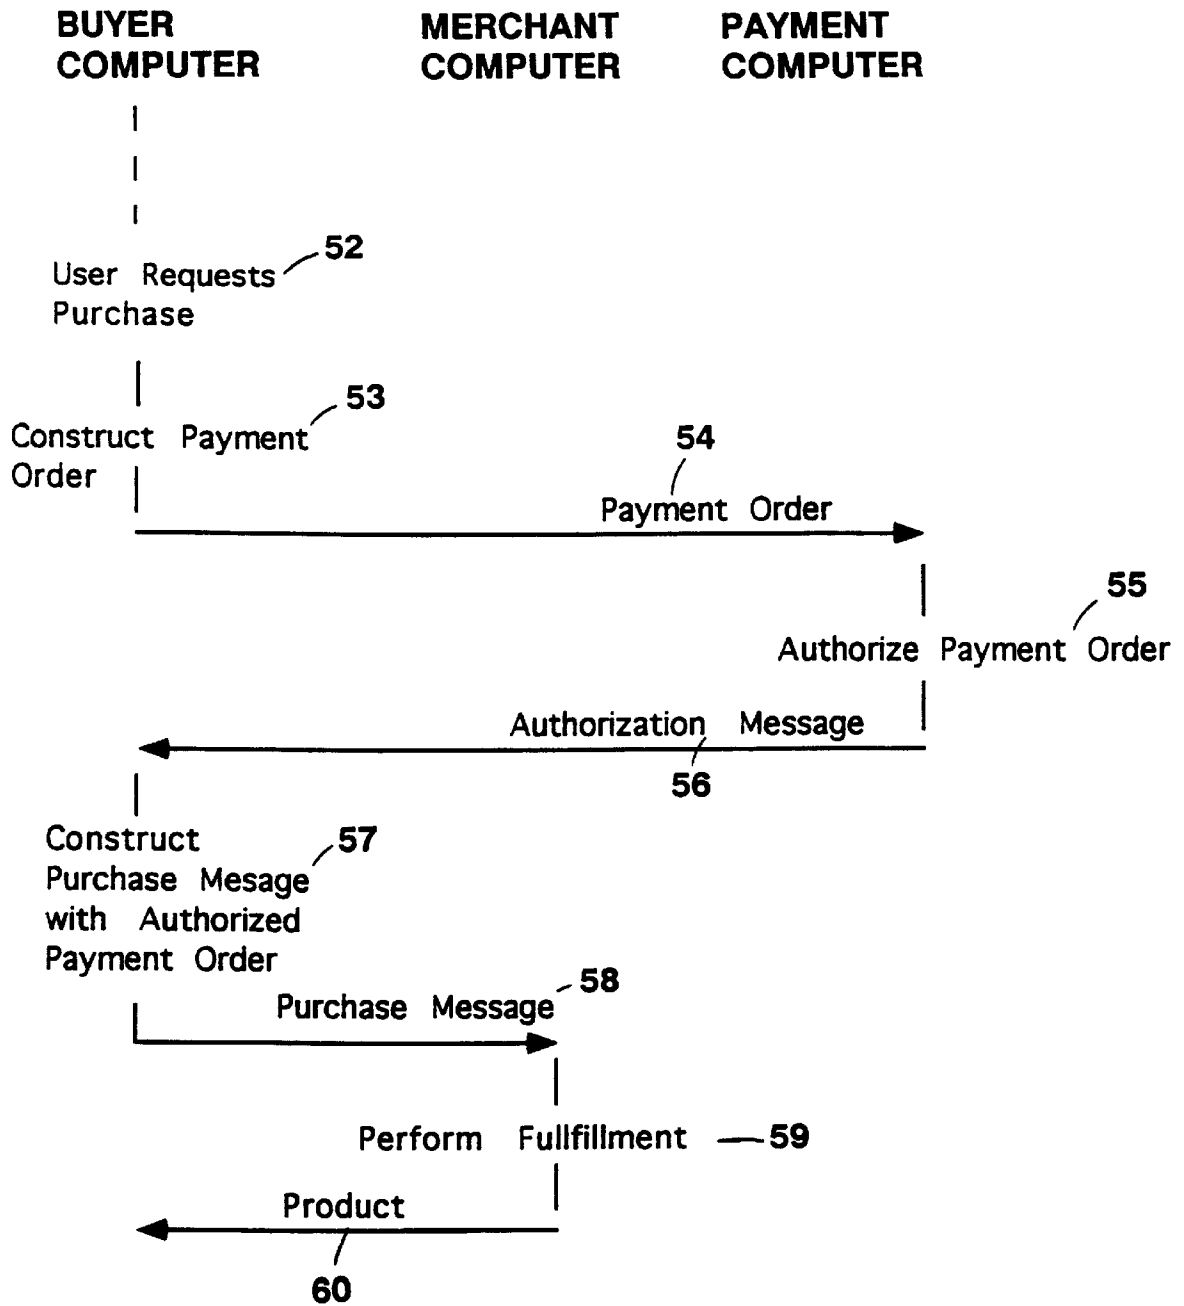 BUYER
COMPUTER
MERCHANT
COMPUTER
PAYMENT
COMPUTER
52
User Requests
Purchase
53
Construct Payment
Order
54
Payment Order
55
Authorize Payment Order
Authorization Message
56
57
Construct
Purchase Mesage
with Authorized
Payment Order
58
Purchase Message
Perform Fullfillment
59
Product
60